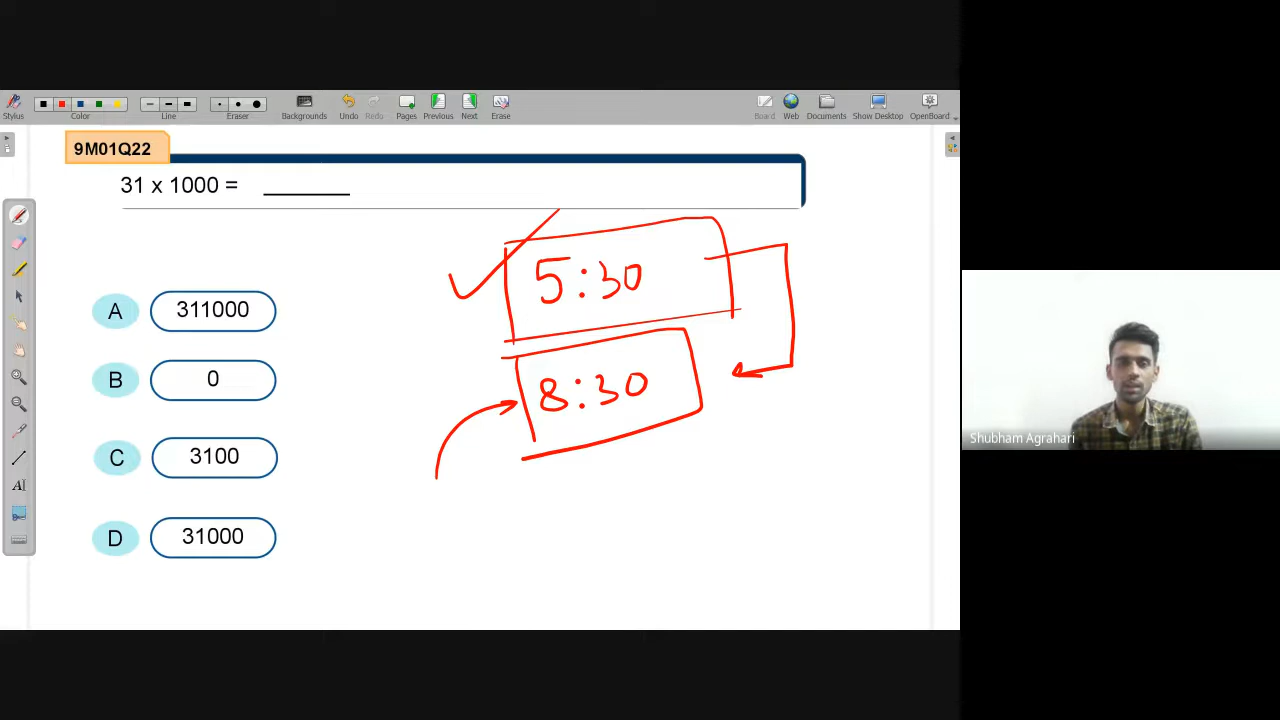 Stylus
Color
Line
Eraser
Backgrounds
Undo
Redo
Pages
Previous
Next
Erase
Board
Web
Documents
Show Desktop
OpenBoard
9M01Q22
31 x 1000 = _______
5:30
8:30
A 311000
B 0
C 3100
D 31000
Shubham Agrahari